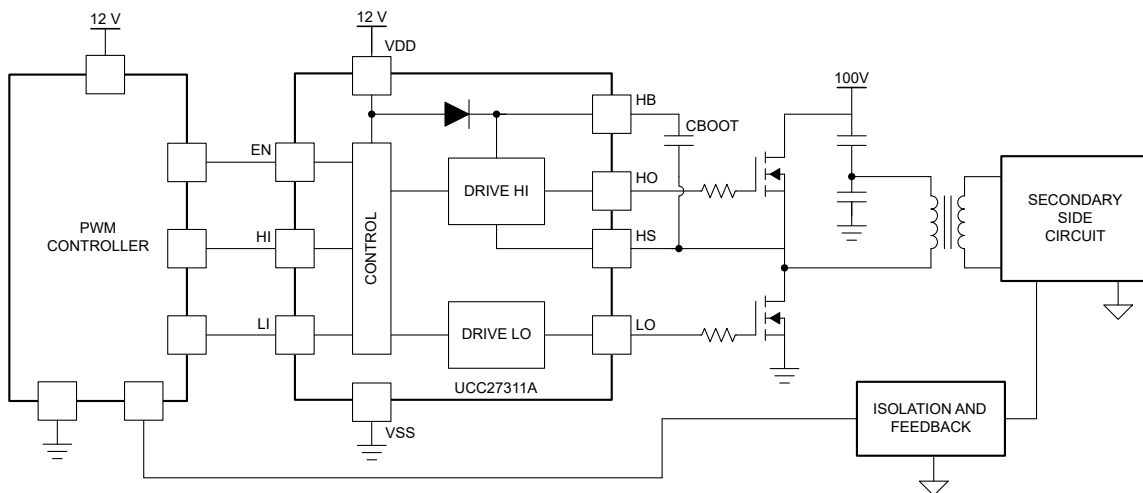 12 V
12 V
VDD
100V
HB
CBOOT
EN
HO
DRIVE HI
PWM
CONTROLLER
HI
CONTROL
HS
SECONDARY
SIDE
CIRCUIT
LI
DRIVE LO
LO
UCC27311A
VSS
ISOLATION AND
FEEDBACK